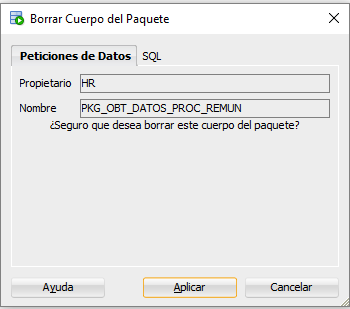 Borrar Cuerpo del Paquete
Peticiones de Datos SQL
Propietario HR
Nombre PKG_OBT_DATOS_PROC_REMUN
¿Seguro que desea borrar este cuerpo del paquete?
Ayuda Aplicar Cancelar